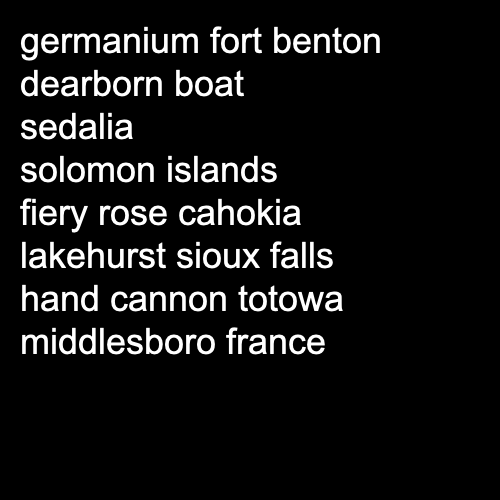 germanium fort benton
dearborn boat
sedalia
solomon islands
fiery rose cahokia
lakehurst sioux falls
hand cannon totowa
middlesboro france